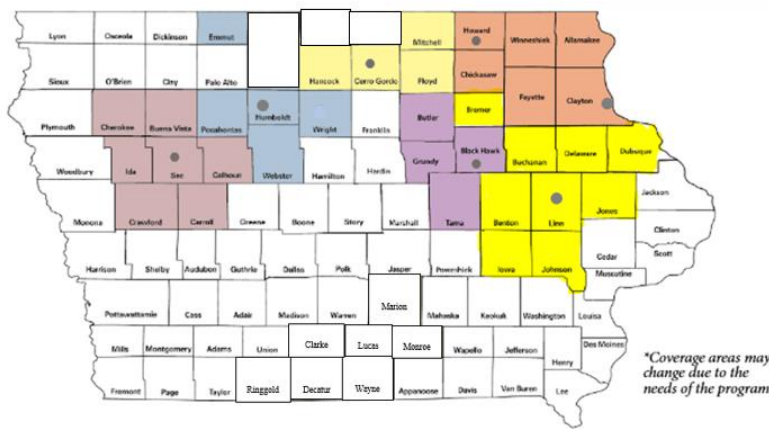 Lyon Osceola Dickinson Emmet Mitchell Howard Winneshiek Allamakee
Sioux O'Brien Clay Palo Alto Hancock Cerro Gordo Floyd Chickasaw
Fayette Clayton
Plymouth Cherokee Buena Vista Pocahontas Humboldt Wright Franklin Butler Bremer
Woodbury Ida Sac Calhoun Webster Hamilton Hardin Grundy Black Hawk Buchanan Delaware Dubuque
Monona Crawford Carroll Greene Boone Story Marshall Tama Benton Linn Jones Jackson
Clinton
Harrison Shelby Audubon Guthrie Dallas Polk Jasper Poweshiek Iowa Johnson Cedar Scott
Muscatine
Pottawattamie Cass Adair Madison Warren Marion Mahaska Keokuk Washington Louisa
Mills Montgomery Adams Union Clarke Lucas Monroe Wapello Jefferson Henry Des Moines
Fremont Page Taylor Ringgold Decatur Wayne Appanoose Davis Van Buren Lee
*Coverage areas may
change due to the
needs of the program